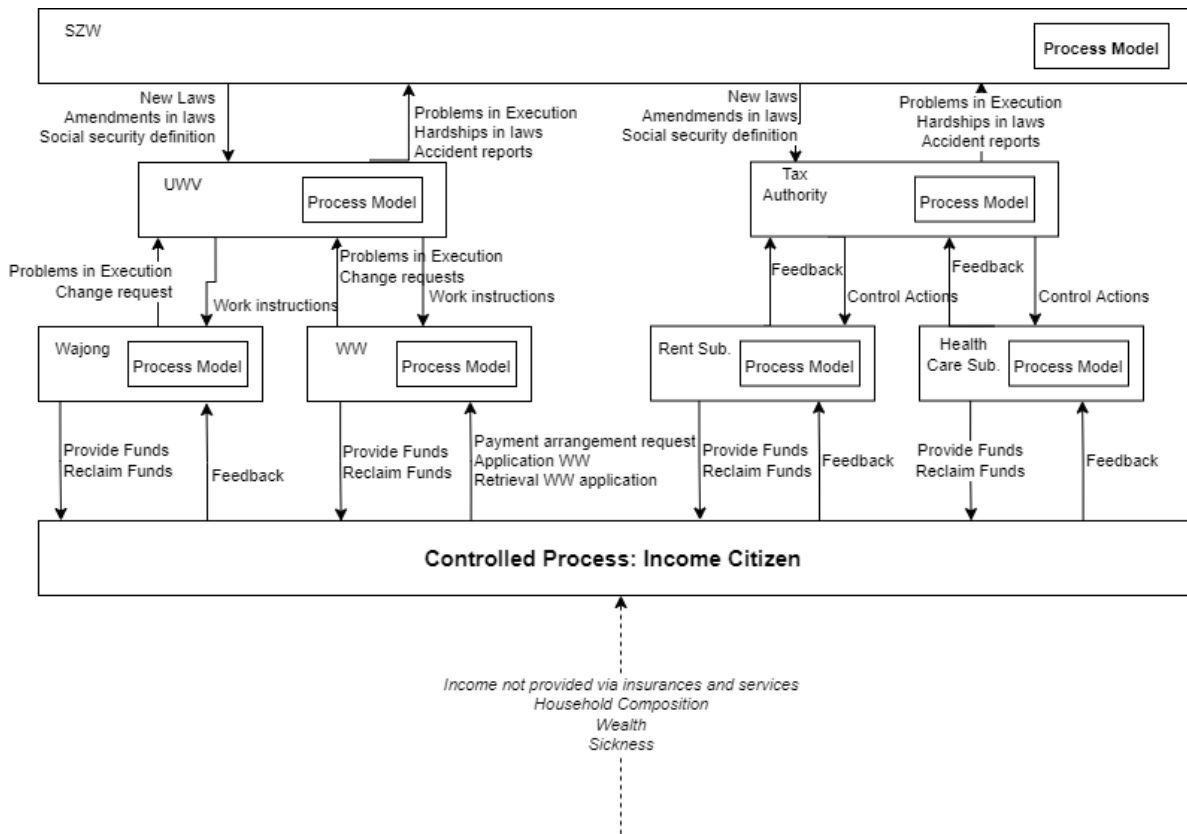 SZW
Process Model
New Laws
Amendments in laws
Social security definition
Problems in Execution
Hardships in laws
Accident reports
New laws
Amendments in laws
Social security definition
Problems in Execution
Hardships in laws
Accident reports
UWV
Process Model
Tax
Authority
Process Model
Problems in Execution
Change request
Work instructions
Problems in Execution
Change requests
Work instructions
Feedback
Control Actions
Feedback
Control Actions
Wajong
Process Model
WW
Process Model
Rent Sub.
Process Model
Health
Care Sub.
Process Model
Provide Funds
Reclaim Funds
Feedback
Provide Funds
Reclaim Funds
Payment arrangement request
Application WW
Retrieval WW application
Provide Funds
Reclaim Funds
Feedback
Provide Funds
Reclaim Funds
Feedback
Controlled Process: Income Citizen
Income not provided via insurances and services
Household Composition
Wealth
Sickness